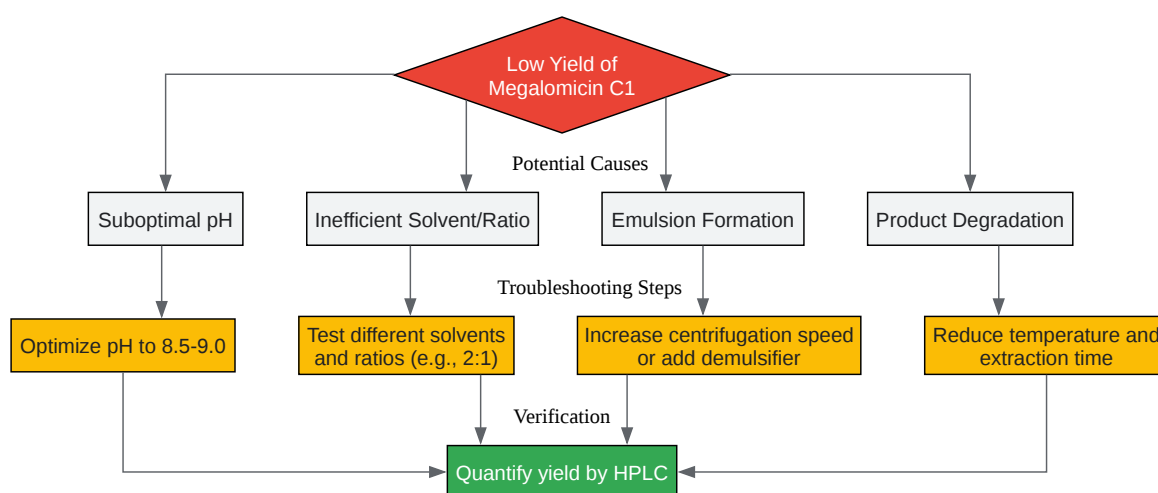 Low Yield of
Megalomicin C1
Potential Causes
Suboptimal pH
Inefficient Solvent/Ratio
Emulsion Formation
Product Degradation
Troubleshooting Steps
Optimize pH to 8.5-9.0
Test different solvents
and ratios (e.g., 2:1)
Increase centrifugation speed
or add demulsifier
Reduce temperature and
extraction time
Verification
Quantify yield by HPLC